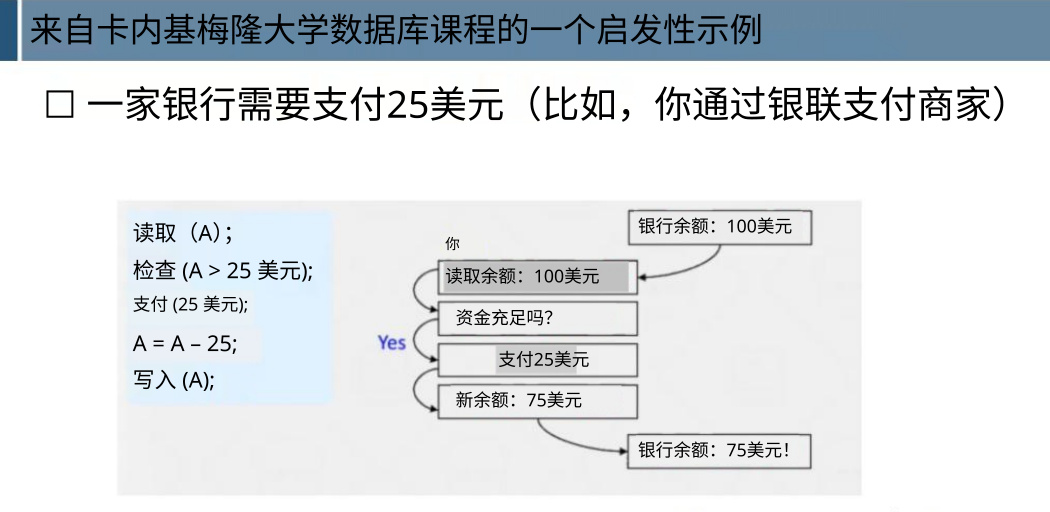 来自卡内基梅隆大学数据库课程的一个启发性示例
□ 一家银行需要支付25美元（比如，你通过银联支付商家）
读取（A）；
检查 (A > 25 美元);
支付 (25 美元);
A = A – 25;
写入 (A);
你
银行余额：100美元
读取余额：100美元
资金充足吗？
Yes
支付25美元
新余额：75美元
银行余额：75美元！